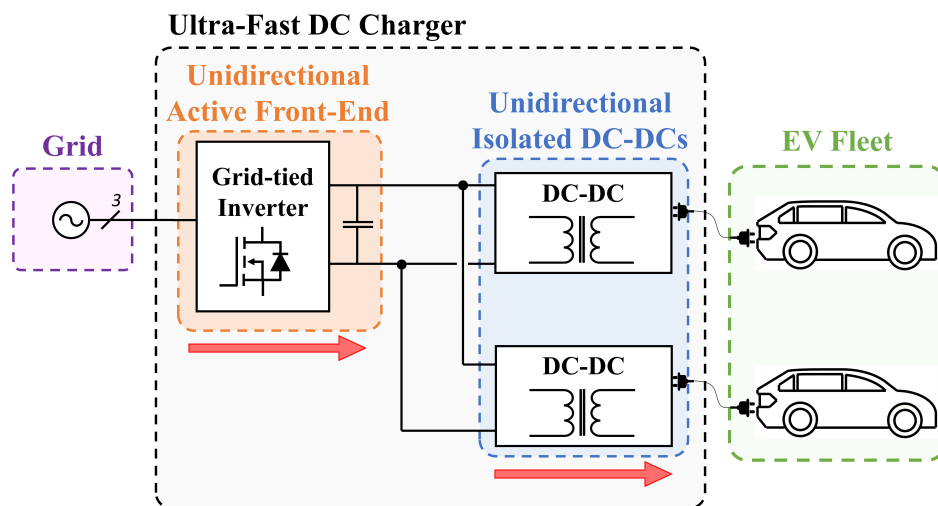 Ultra-Fast DC Charger
Unidirectional
Active Front-End
Unidirectional
Isolated DC-DCs
Grid
EV Fleet
3
Grid-tied
Inverter
DC-DC
DC-DC